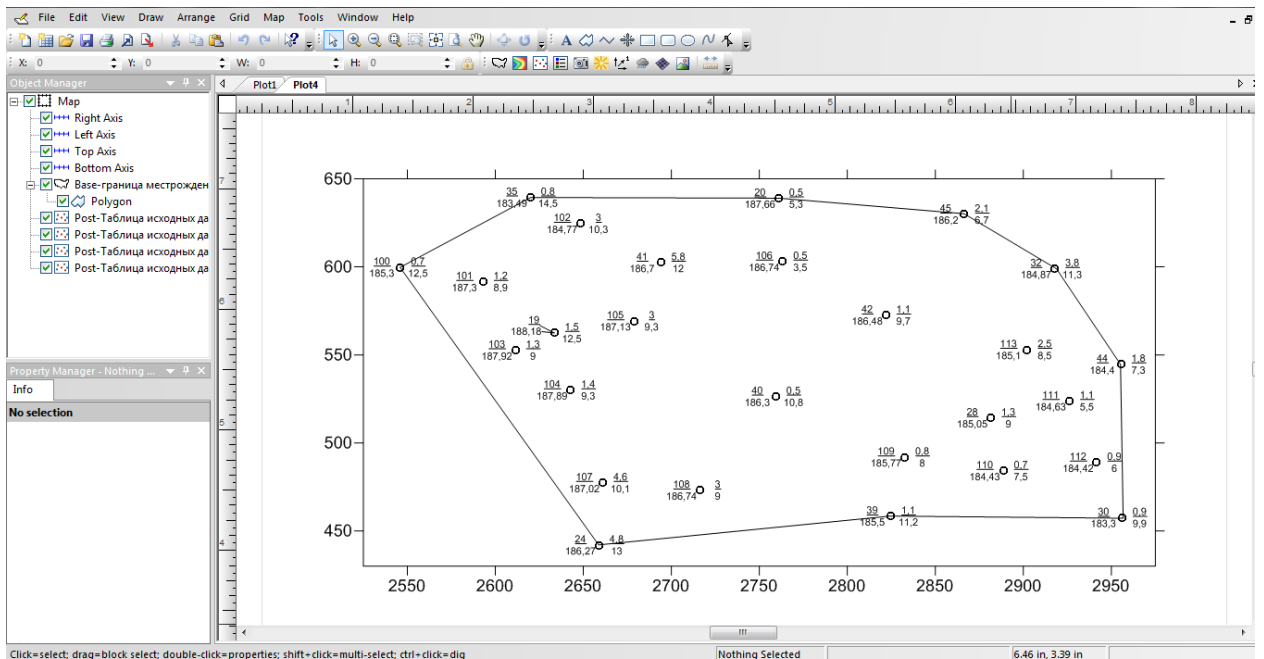 File Edit View Draw Arrange Grid Map Tools Window Help
X: 0 Y: 0 W: 0 H: 0
Object Manager
Plot1 Plot4
Map
Right Axis
Left Axis
Top Axis
Bottom Axis
Base-граница местрожден
Polygon
Post-Таблица исходных да
Post-Таблица исходных да
Post-Таблица исходных да
Post-Таблица исходных да
Property Manager - Nothing ...
Info
No selection
1 2 3 4 5 6 7 8
7
6
5
4
650
600
550
500
450
35 0.8
183,49 14,5
20 0.5
187,66 5,3
45 2.1
186,2 6,7
102 3
184,77 10,3
100 0.7
185,3 12,5
101 1.2
187,3 8,9
41 5.8
186,7 12
106 0.5
186,74 3,5
32 3.8
184,87 11,3
19 1.5
188,18 12,5
105 3
187,13 9,3
42 1.1
186,48 9,7
103 1.3
187,92 9
113 2.5
185,1 8,5
44 1.8
184,4 7,3
104 1.4
187,89 9,3
40 0.5
186,3 10,8
111 1.1
184,63 5,5
28 1.3
185,05 9
109 0.8
185,77 8
110 0.7
184,43 7,5
112 0.9
184,42 6
107 4.6
187,02 10,1
108 3
186,74 9
39 1.1
185,5 11,2
30 0.9
183,3 9,9
24 4.8
186,27 13
2550 2600 2650 2700 2750 2800 2850 2900 2950
Click=select; drag=block select; double-click=properties; shift+click=multi-select; ctrl+click=dig
Nothing Selected
6.46 in, 3.39 in